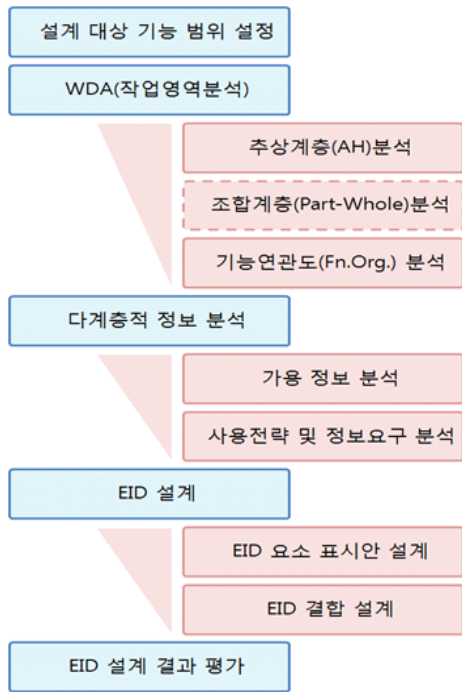 설계 대상 기능 범위 설정
WDA(작업영역분석)
추상계층(AH)분석
조합계층(Part-Whole)분석
기능연관도(Fn.Org.) 분석
다계층적 정보 분석
가용 정보 분석
사용전략 및 정보요구 분석
EID 설계
EID 요소 표시안 설계
EID 결합 설계
EID 설계 결과 평가